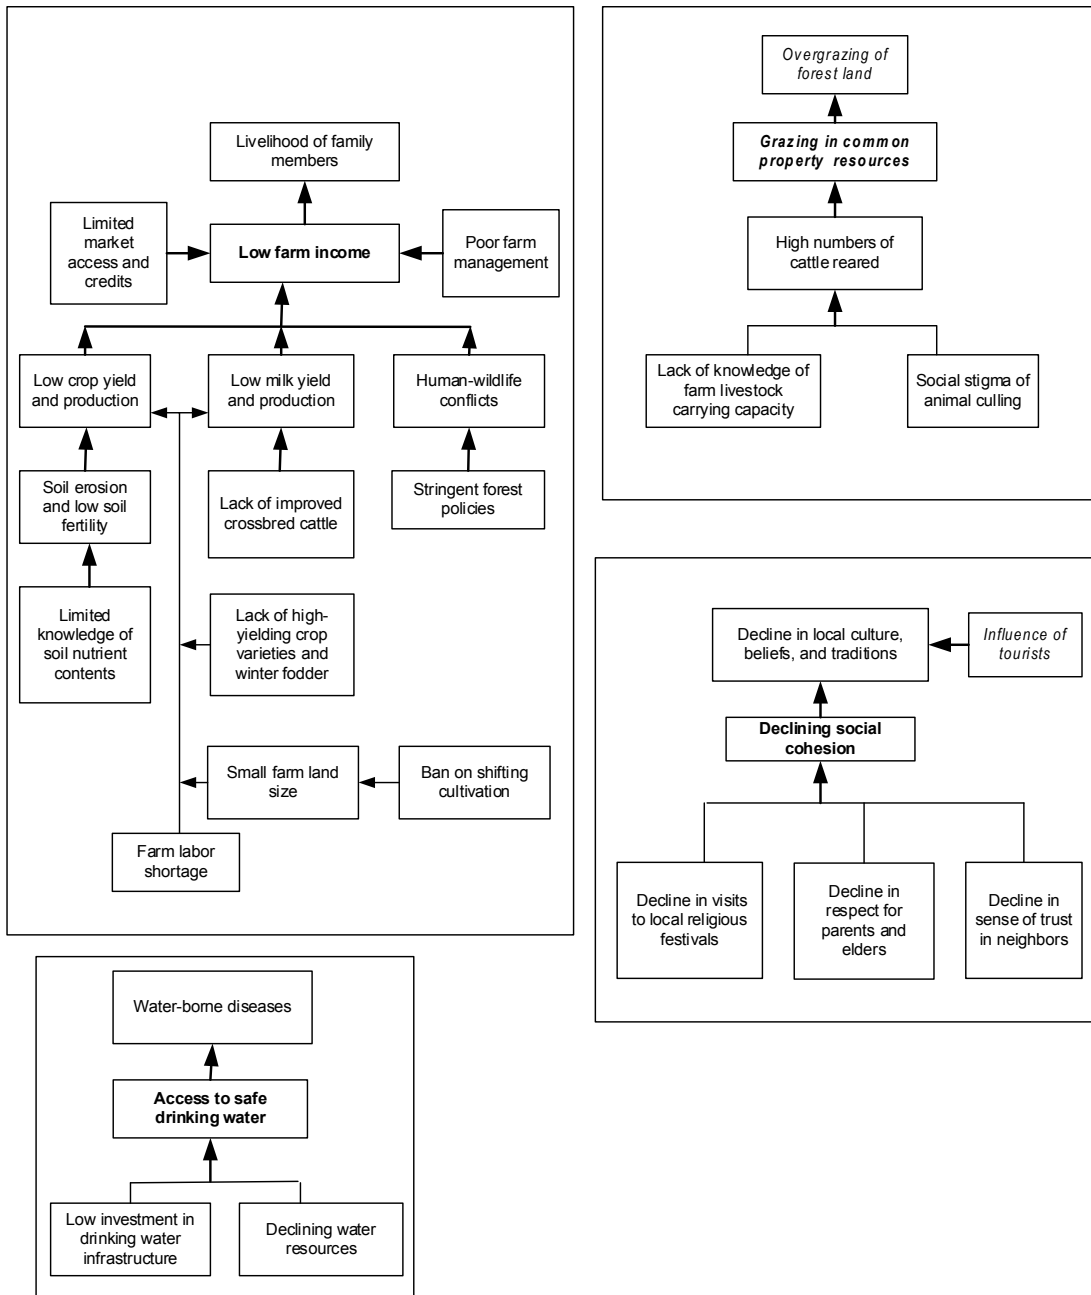 Livelihood of family
members
Limited
market
access and
credits
Low farm income
Poor farm
management
Low crop yield
and production
Low milk yield
and production
Human-wildlife
conflicts
Soil erosion
and low soil
fertility
Lack of improved
crossbred cattle
Stringent forest
policies
Limited
knowledge of
soil nutrient
contents
Lack of high-
yielding crop
varieties and
winter fodder
Small farm land
size
Ban on shifting
cultivation
Farm labor
shortage
Overgrazing of
forest land
Grazing in common
property resources
High numbers of
cattle reared
Lack of knowledge of
farm livestock
carrying capacity
Social stigma of
animal culling
Decline in local culture,
beliefs, and traditions
Influence of
tourists
Declining social
cohesion
Decline in visits
to local religious
festivals
Decline in
respect for
parents and
elders
Decline in
sense of trust
in neighbors
Water-borne diseases
Access to safe
drinking water
Low investment in
drinking water
infrastructure
Declining water
resources